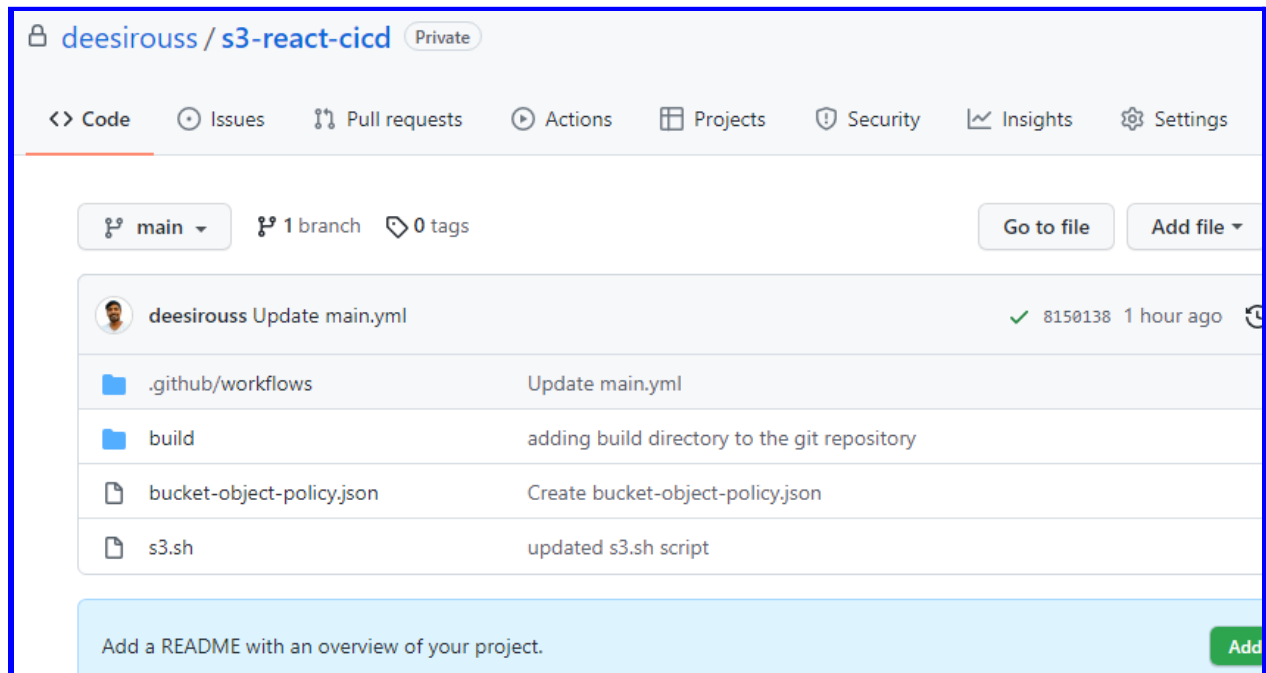 deesirouss / s3-react-cicd Private
<> Code Issues Pull requests Actions Projects Security Insights Settings
main 1 branch 0 tags Go to file Add file
deesirouss Update main.yml 8150138 1 hour ago
.github/workflows Update main.yml
build adding build directory to the git repository
bucket-object-policy.json Create bucket-object-policy.json
s3.sh updated s3.sh script
Add a README with an overview of your project. Add